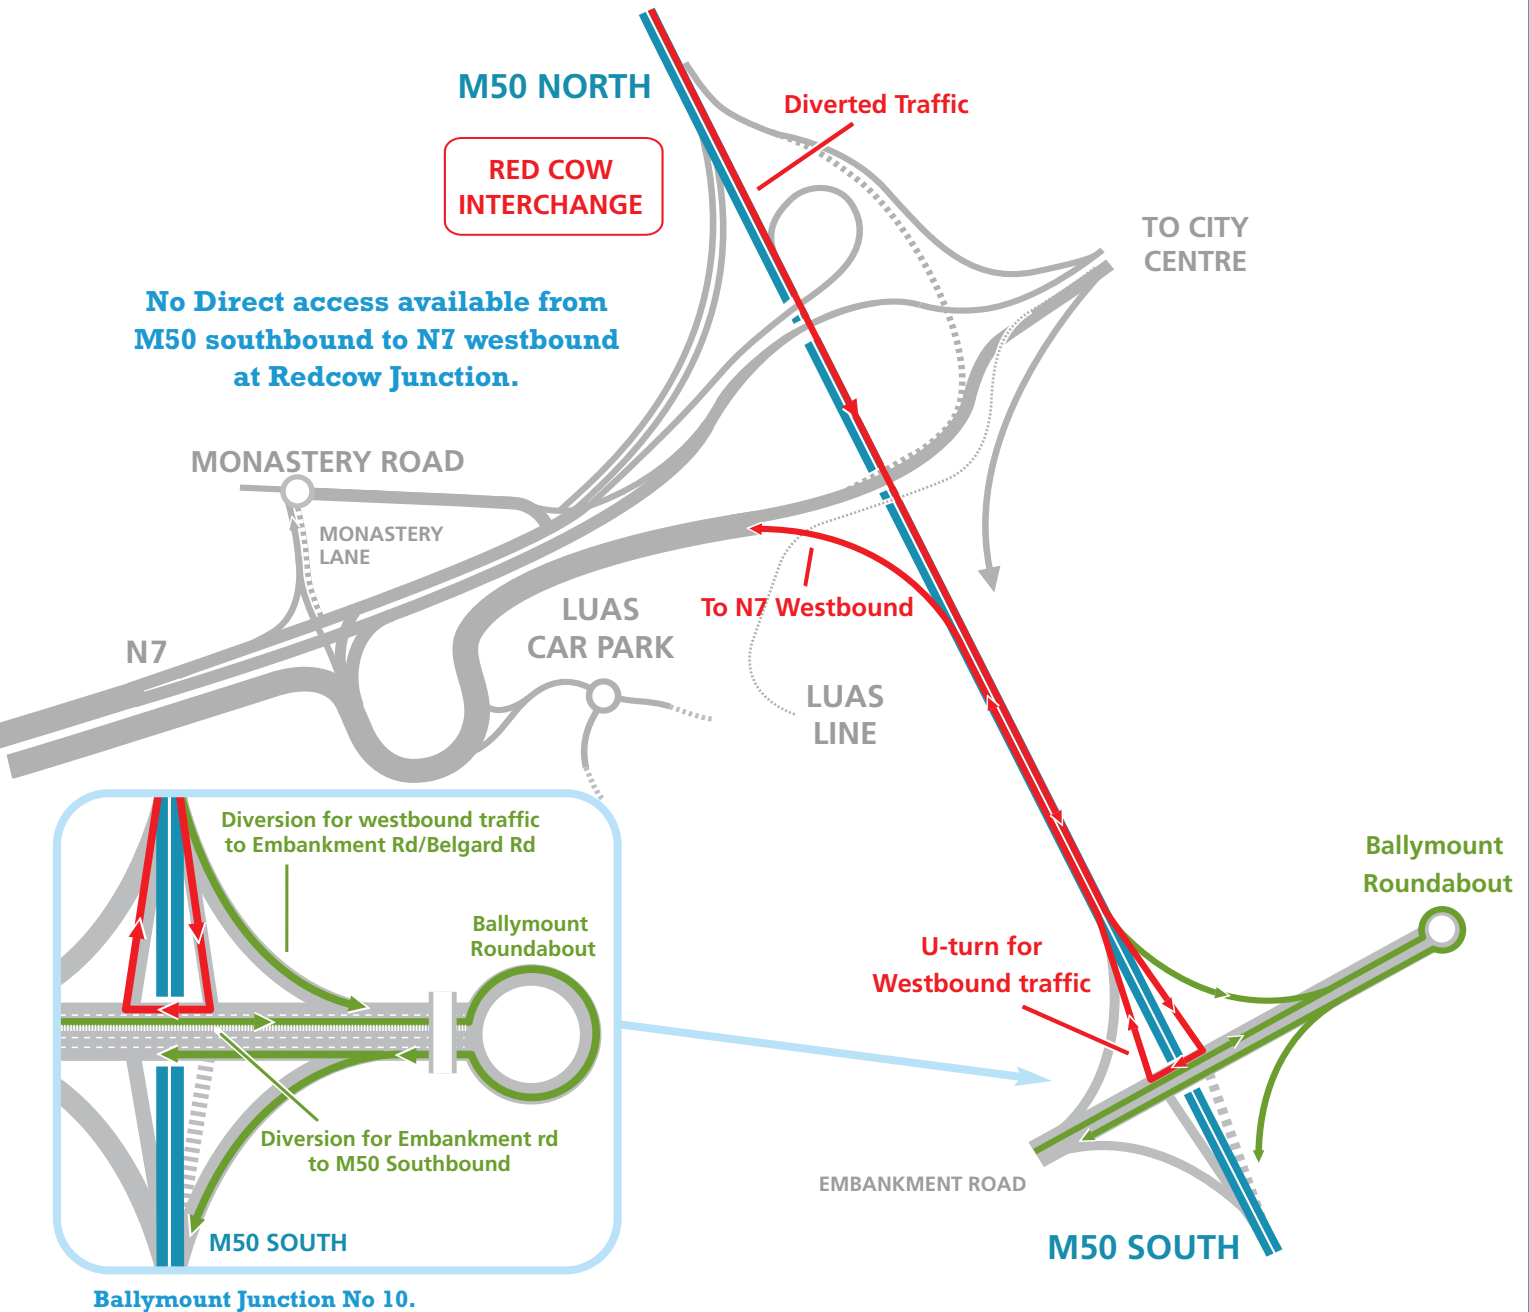 M50 NORTH
Diverted Traffic
RED COW
INTERCHANGE
TO CITY
CENTRE
No Direct access available from
M50 southbound to N7 westbound
at Redcow Junction.
MONASTERY ROAD
MONASTERY
LANE
To N7 Westbound
LUAS
CAR PARK
N7
LUAS
LINE
Diversion for westbound traffic
to Embankment Rd/Belgard Rd
Ballymount
Roundabout
Ballymount
Roundabout
U-turn for
Westbound traffic
Diversion for Embankment rd
to M50 Southbound
EMBANKMENT ROAD
M50 SOUTH
M50 SOUTH
Ballymount Junction No 10.